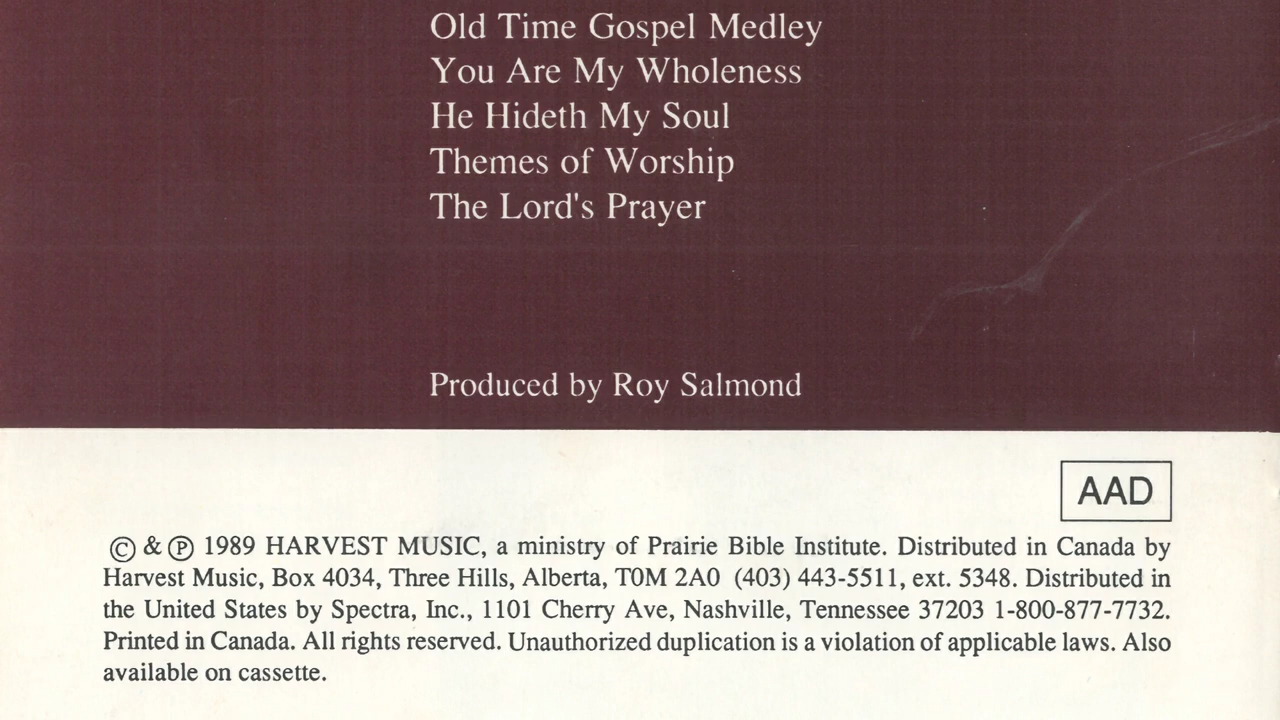 Old Time Gospel Medley
You Are My Wholeness
He Hideth My Soul
Themes of Worship
The Lord's Prayer
Produced by Roy Salmond
AAD
© & ℗ 1989 HARVEST MUSIC, a ministry of Prairie Bible Institute. Distributed in Canada by
Harvest Music, Box 4034, Three Hills, Alberta, T0M 2A0 (403) 443-5511, ext. 5348. Distributed in
the United States by Spectra, Inc., 1101 Cherry Ave, Nashville, Tennessee 37203 1-800-877-7732.
Printed in Canada. All rights reserved. Unauthorized duplication is a violation of applicable laws. Also
available on cassette.